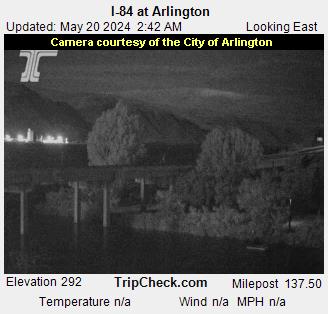 I-84 at Arlington
Updated: May 20 2024 2:42 AM Looking East
Camera courtesy of the City of Arlington
Elevation 292 TripCheck.com Milepost 137.50
Temperature n/a Wind n/a MPH n/a